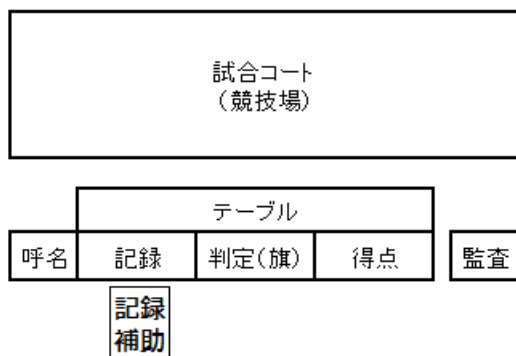 試合コート
（競技場）
テーブル
呼名
記録
判定(旗)
得点
監査
記録
補助